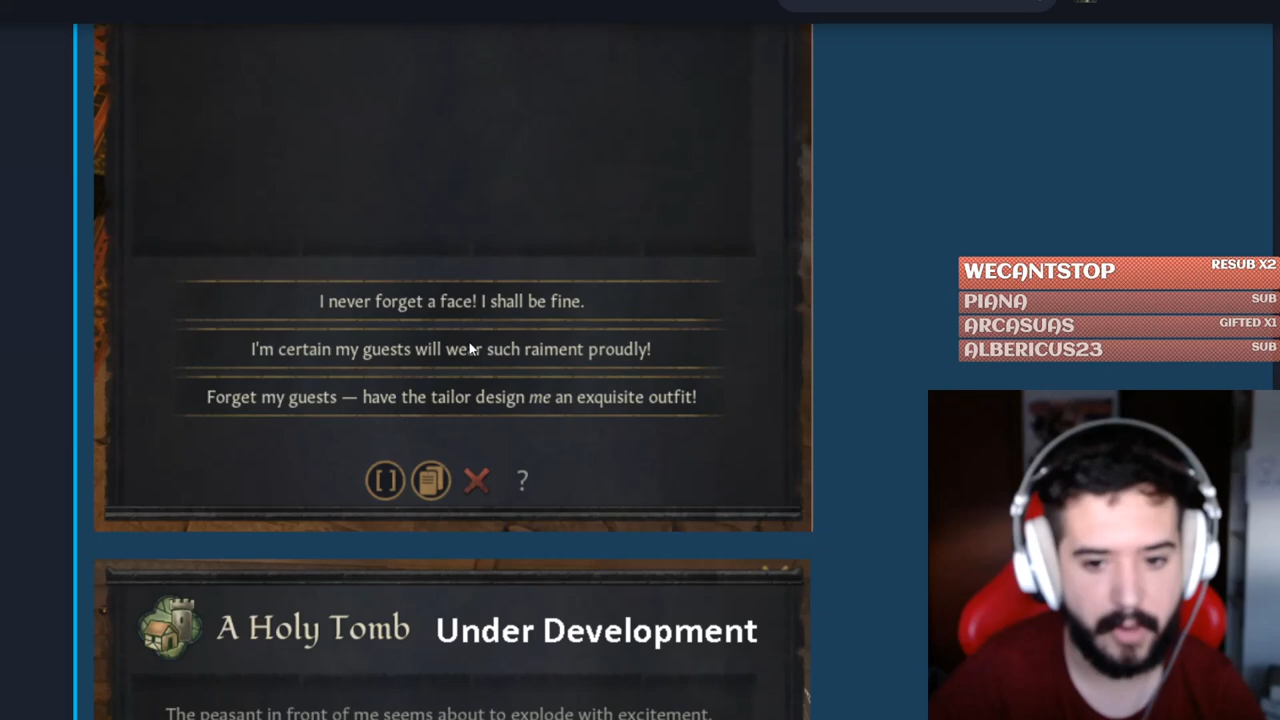 I never forget a face! I shall be fine.
I'm certain my guests will wear such raiment proudly!
Forget my guests — have the tailor design me an exquisite outfit!
[ ] ?
A Holy Tomb Under Development
The peasant in front of me seems about to explode with excitement.
WECANTSTOP RESUB X2
PIANA SUB
ARCASUAS GIFTED X1
ALBERICUS23 SUB